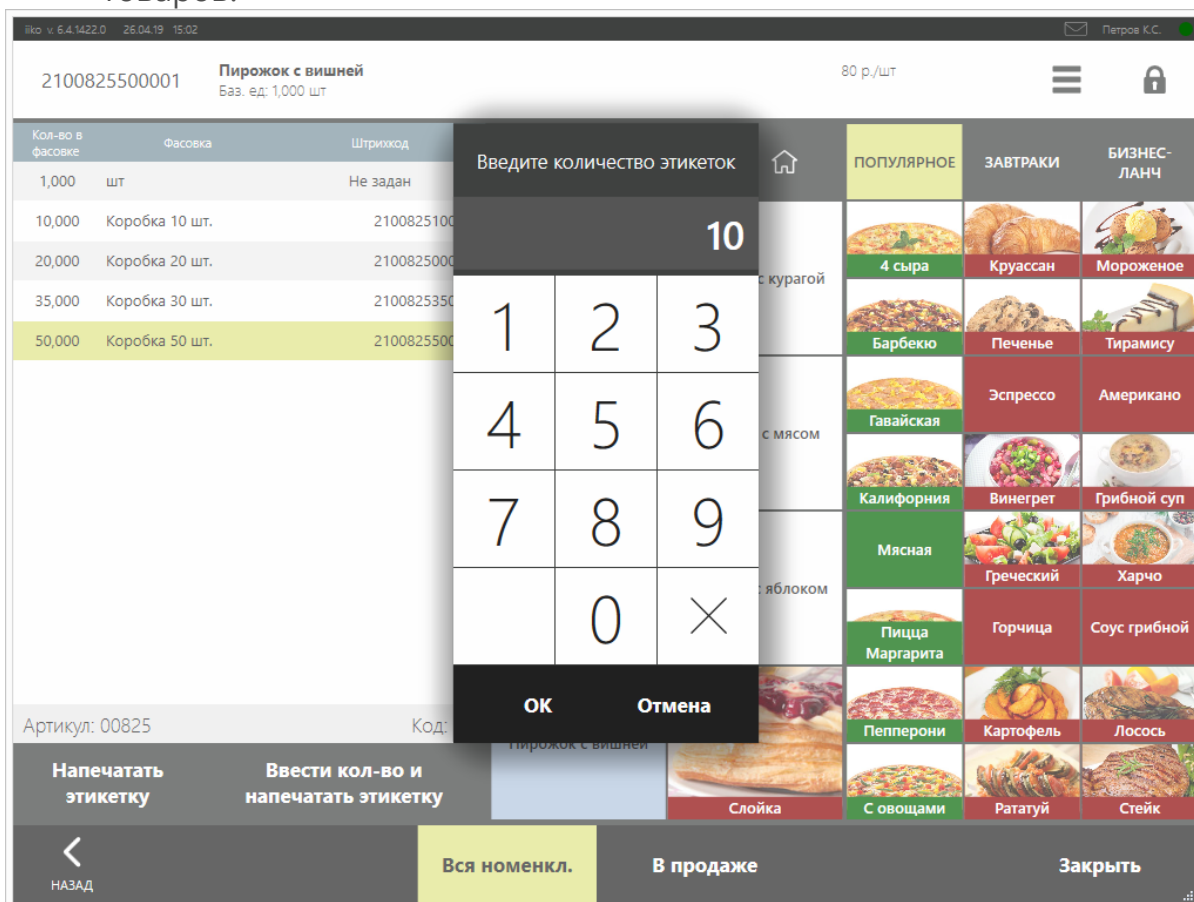 товаров.
iiko v. 6.4.1422.0 26.04.19 15:02
Петров К.С.
2100825500001
Пирожок с вишней
Баз. ед: 1,000 шт
80 р./шт
Кол-во в фасовке Фасовка Штрихкод
1,000 шт Не задан
10,000 Коробка 10 шт. 2100825100
20,000 Коробка 20 шт. 2100825000
35,000 Коробка 30 шт. 2100825350
50,000 Коробка 50 шт. 2100825500
Введите количество этикеток
10
1 2 3
4 5 6
7 8 9
0
ОК Отмена
ПОПУЛЯРНОЕ ЗАВТРАКИ БИЗНЕС-
ЛАНЧ
с курагой
с мясом
с яблоком
4 сыра Круассан Мороженое
Барбекю Печенье Тирамису
Гавайская Эспрессо Американо
Калифорния Винегрет Грибной суп
Мясная Греческий Харчо
Пицца
Маргарита Горчица Соус грибной
Пепперони Картофель Лосось
С овощами Рататуй Стейк
Пирожок с вишней
Слойка
Артикул: 00825 Код:
Напечатать
этикетку
Ввести кол-во и
напечатать этикетку
НАЗАД
Вся номенкл. В продаже Закрыть